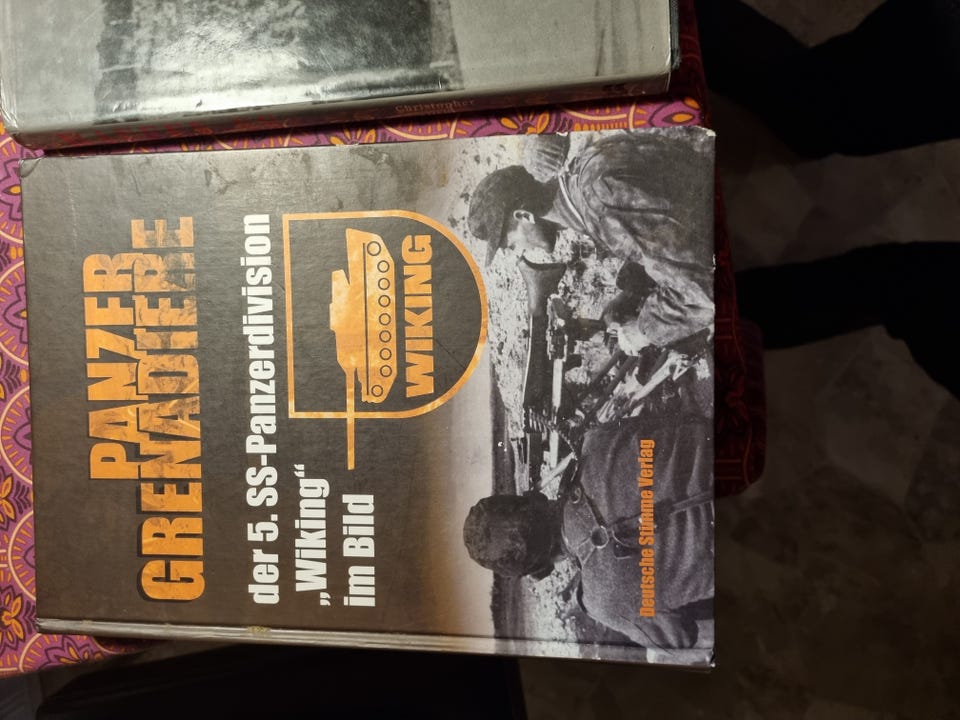 Christopher
PANZER
GRENADIERE
der 5. SS-Panzerdivision
„Wiking“
im Bild
WIKING
Deutsche Stimme Verlag